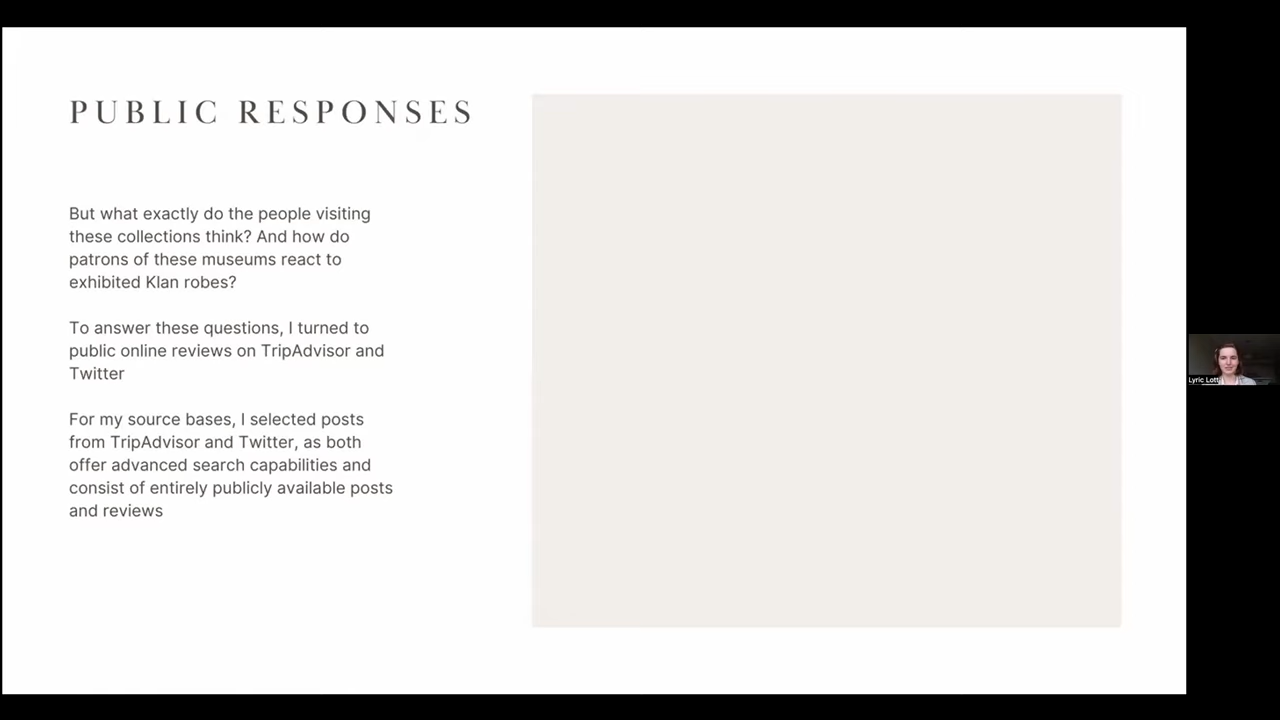 PUBLIC RESPONSES
But what exactly do the people visiting
these collections think? And how do
patrons of these museums react to
exhibited Klan robes?
To answer these questions, I turned to
public online reviews on TripAdvisor and
Twitter
For my source bases, I selected posts
from TripAdvisor and Twitter, as both
offer advanced search capabilities and
consist of entirely publicly available posts
and reviews
Lyric Lott